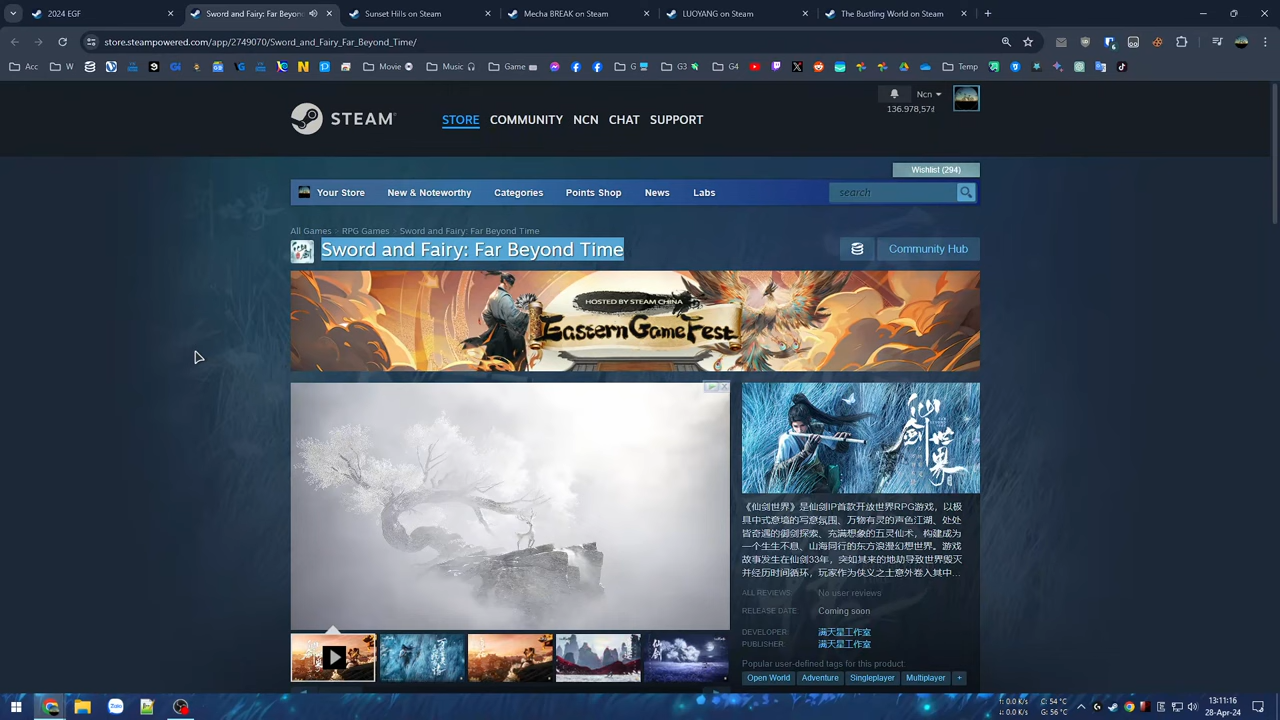 2024 EGF
Sword and Fairy: Far Beyon
Sunset Hills on Steam
Mecha BREAK on Steam
LUOYANG on Steam
The Bustling World on Steam
store.steampowered.com/app/2749070/Sword_and_Fairy_Far_Beyond_Time/
Acc
W
Movie
Music
Game
G
G3
G4
Temp
Ncn
136.978,57₫
STEAM
STORE COMMUNITY NCN CHAT SUPPORT
Wishlist (294)
Your Store New & Noteworthy Categories Points Shop News Labs
search
All Games > RPG Games > Sword and Fairy: Far Beyond Time
Sword and Fairy: Far Beyond Time
Community Hub
HOSTED BY STEAM CHINA
Eastern Game Fest
仙剑世界
《仙剑世界》是仙剑IP首款开放世界RPG游戏，以极
具中式意境的写意氛围、万物有灵的声色江湖、处处
皆奇遇的御剑探索、充满想象的五灵仙术，构建成为
一个生生不息、山海同行的东方浪漫幻想世界。游戏
故事发生在仙剑33年，突如其来的地劫导致世界毁灭
并经历时间循环，玩家作为侠义之士意外卷入其中...
ALL REVIEWS: No user reviews
RELEASE DATE: Coming soon
DEVELOPER: 满天星工作室
PUBLISHER: 满天星工作室
Popular user-defined tags for this product:
Open World Adventure Singleplayer Multiplayer +
Zalo
↑: 0.0 K/s
↓: 0.0 K/s
C: 54 °C
G: 56 °C
13:11:16
28-Apr-24